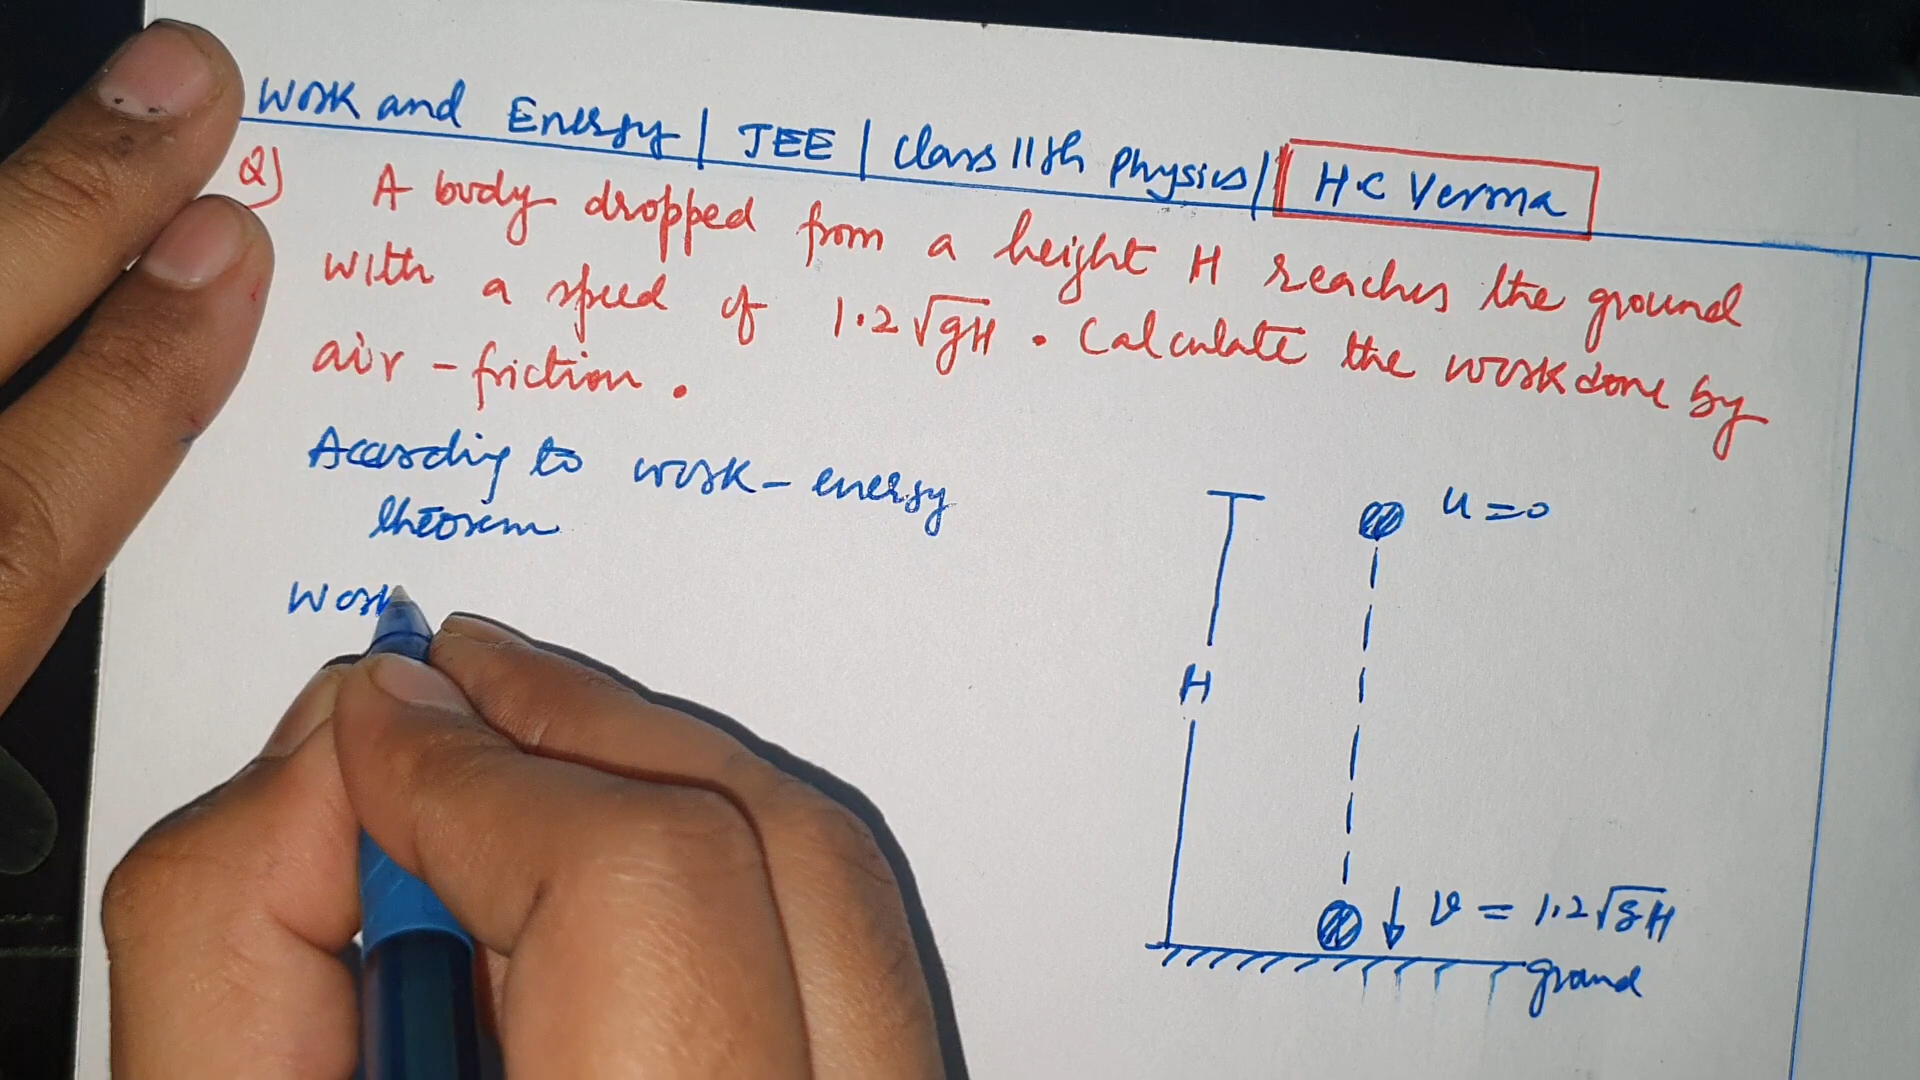 Work and Energy | JEE | Class 11th Physics | H.C Verma
Q) A body dropped from a height H reaches the ground
with a speed of 1.2 √gH . Calculate the work done by
air - friction .
According to work - energy
theorem
Work
u = 0
H
v = 1.2 √gH
ground